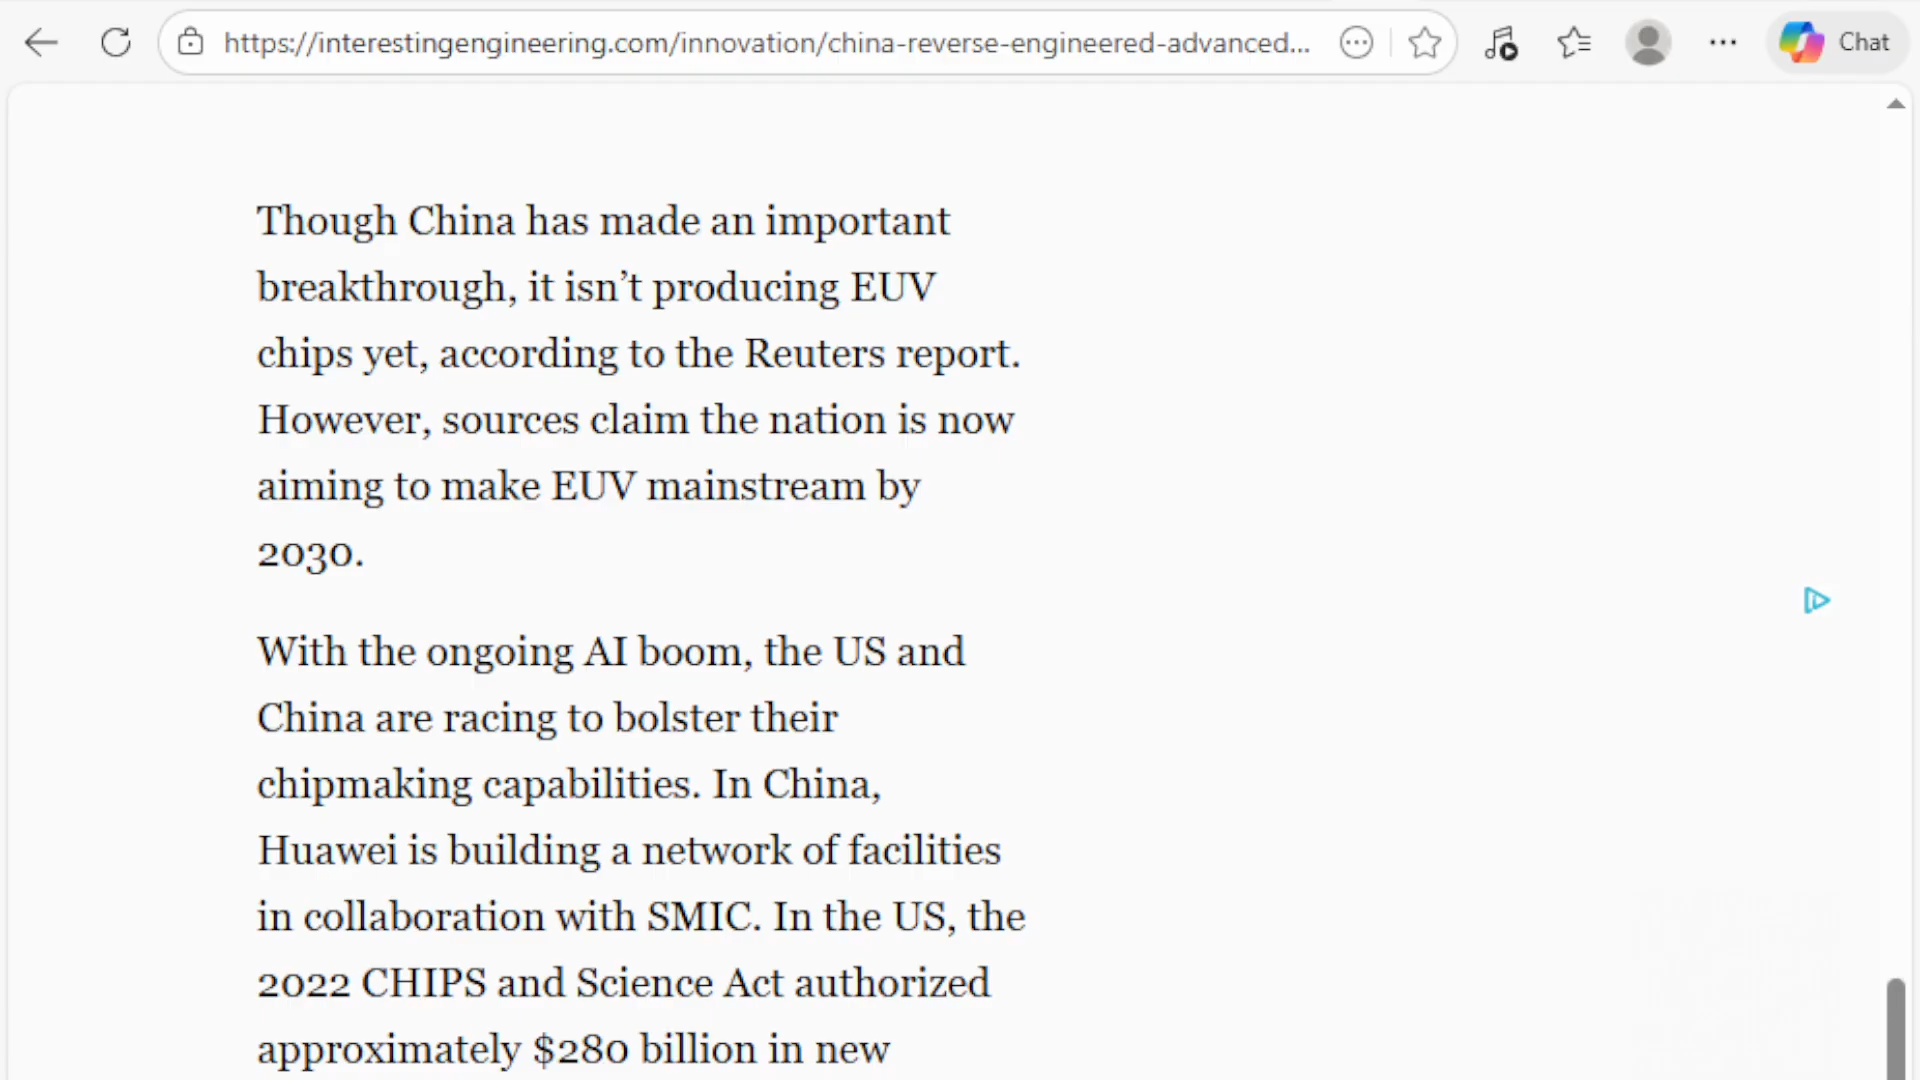 https://interestingengineering.com/innovation/china-reverse-engineered-advanced...
Chat
Though China has made an important
breakthrough, it isn’t producing EUV
chips yet, according to the Reuters report.
However, sources claim the nation is now
aiming to make EUV mainstream by
2030.
With the ongoing AI boom, the US and
China are racing to bolster their
chipmaking capabilities. In China,
Huawei is building a network of facilities
in collaboration with SMIC. In the US, the
2022 CHIPS and Science Act authorized
approximately $280 billion in new